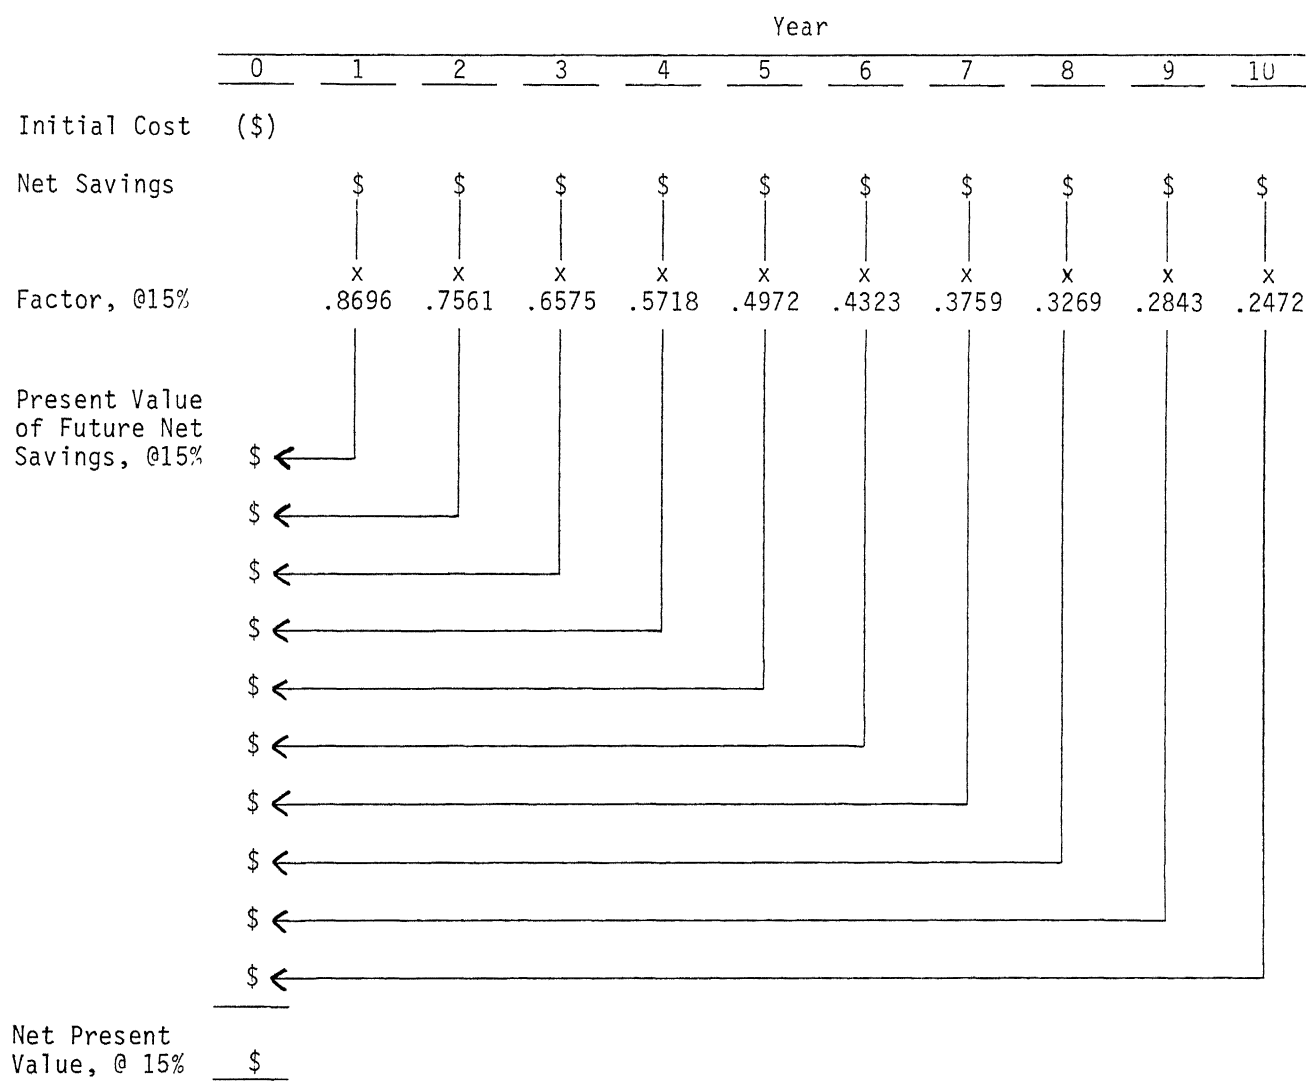 Year
0 1 2 3 4 5 6 7 8 9 10
Initial Cost ($)
Net Savings $ $ $ $ $ $ $ $ $ $
x x x x x x x x x x
Factor, @15% .8696 .7561 .6575 .5718 .4972 .4323 .3759 .3269 .2843 .2472
Present Value
of Future Net
Savings, @15% $
$
$
$
$
$
$
$
$
$
Net Present
Value, @ 15% $